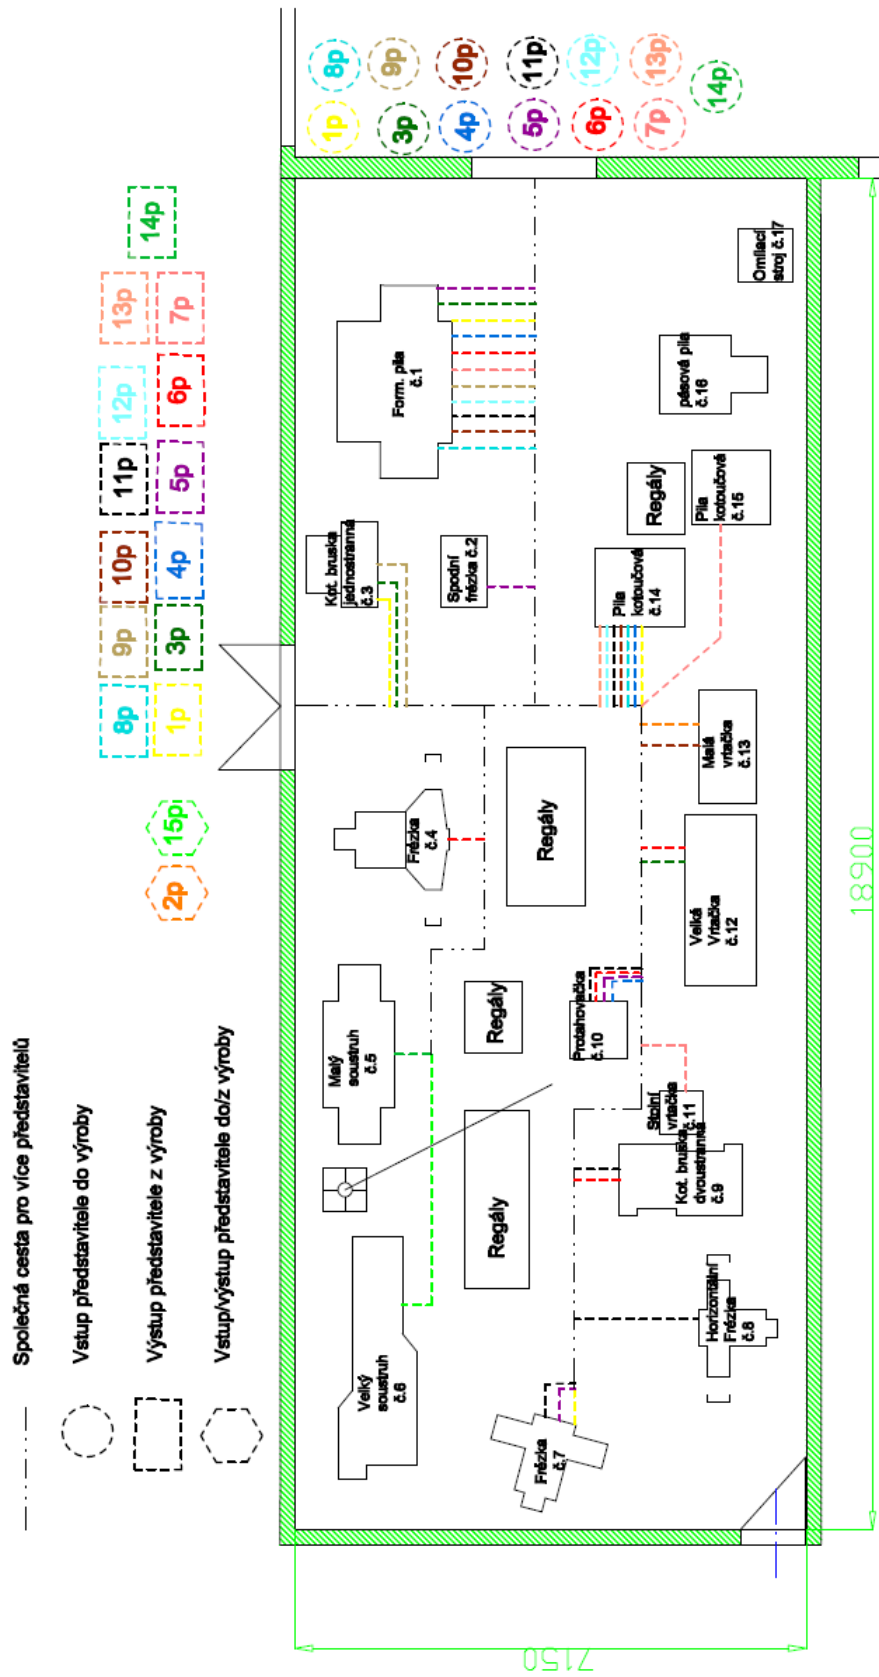 Společná cesta pro více představitelů
Vstup představitele do výroby
Výstup představitele z výroby
Vstup/výstup představitele do/z výroby
2p
15p
8p
9p
10p
11p
12p
13p
14p
1p
3p
4p
5p
6p
7p
8p
9p
10p
11p
12p
13p
1p
3p
4p
5p
6p
7p
14p
Velký
soustruh
č.6
Malý
soustruh
č.5
Frézka
č.4
Kot. bruska
jednostranná
č.3
Form. pila
č.1
Spodní
frézka č.2
Regály
Regály
Regály
Frézka
č.7
Protahovačka
č.10
Pila
kotoučová
č.14
Regály
pásová pila
č.16
Omílací
stroj č.17
Horizontální
Frézka
č.8
Kot. bruska
dvoustranná
č.9
Stolní
vrtačka
č.11
Velká
Vrtačka
č.12
Malá
vrtačka
č.13
Pila
kotoučová
č.15
7150
18900